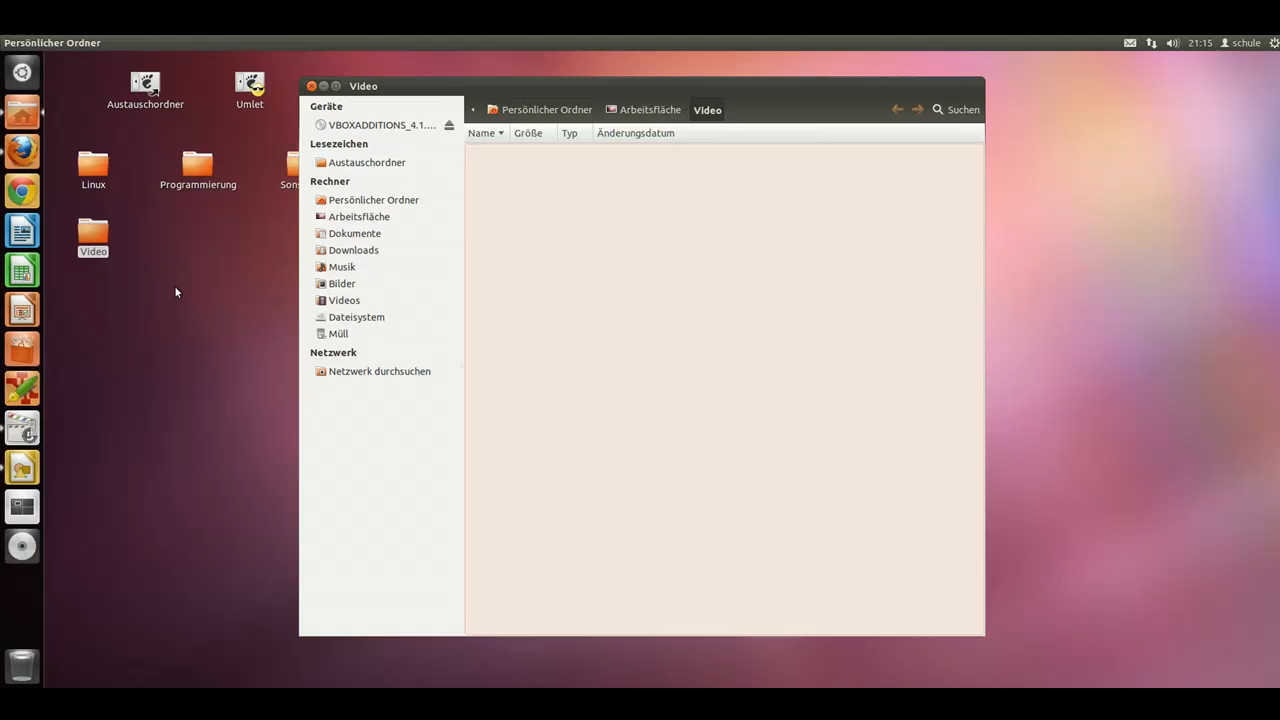 Persönlicher Ordner
21:15 schule
Austauschordner
Umlet
Linux
Programmierung
Video
Video
Geräte
VBOXADDITIONS_4.1....
Lesezeichen
Austauschordner
Rechner
Persönlicher Ordner
Arbeitsfläche
Dokumente
Downloads
Musik
Bilder
Videos
Dateisystem
Müll
Netzwerk
Netzwerk durchsuchen
Persönlicher Ordner Arbeitsfläche Video Suchen
Name Größe Typ Änderungsdatum